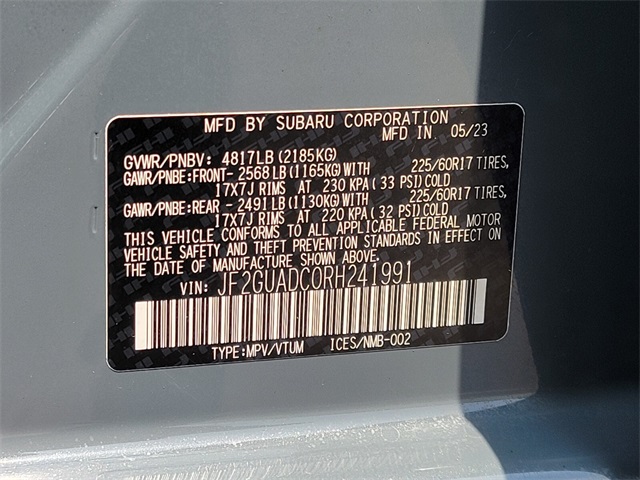 MFD BY SUBARU CORPORATION
MFD IN 05/23
GVWR/PNBV: 4817LB (2185KG)
GAWR/PNBE:FRONT- 2568LB (1165KG)WITH 225/60R17 TIRES,
17X7J RIMS AT 230 KPA (33 PSI)COLD
GAWR/PNBE:REAR - 2491LB (1130KG)WITH 225/60R17 TIRES,
17X7J RIMS AT 220 KPA (32 PSI)COLD
THIS VEHICLE CONFORMS TO ALL APPLICABLE FEDERAL MOTOR
VEHICLE SAFETY AND THEFT PREVENTION STANDARDS IN EFFECT ON
THE DATE OF MANUFACTURE SHOWN ABOVE.
VIN: JF2GUADC0RH241991
TYPE:MPV/VTUM ICES/NMB-002